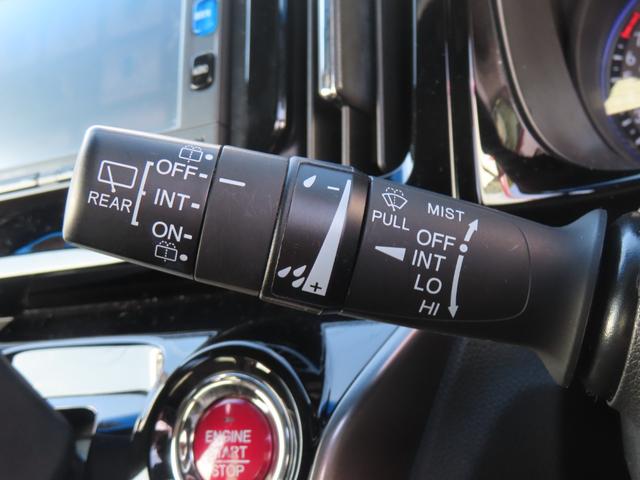 REAR
OFF
INT
ON
-
+
PULL
MIST
OFF
INT
LO
HI
ENGINE
START
STOP